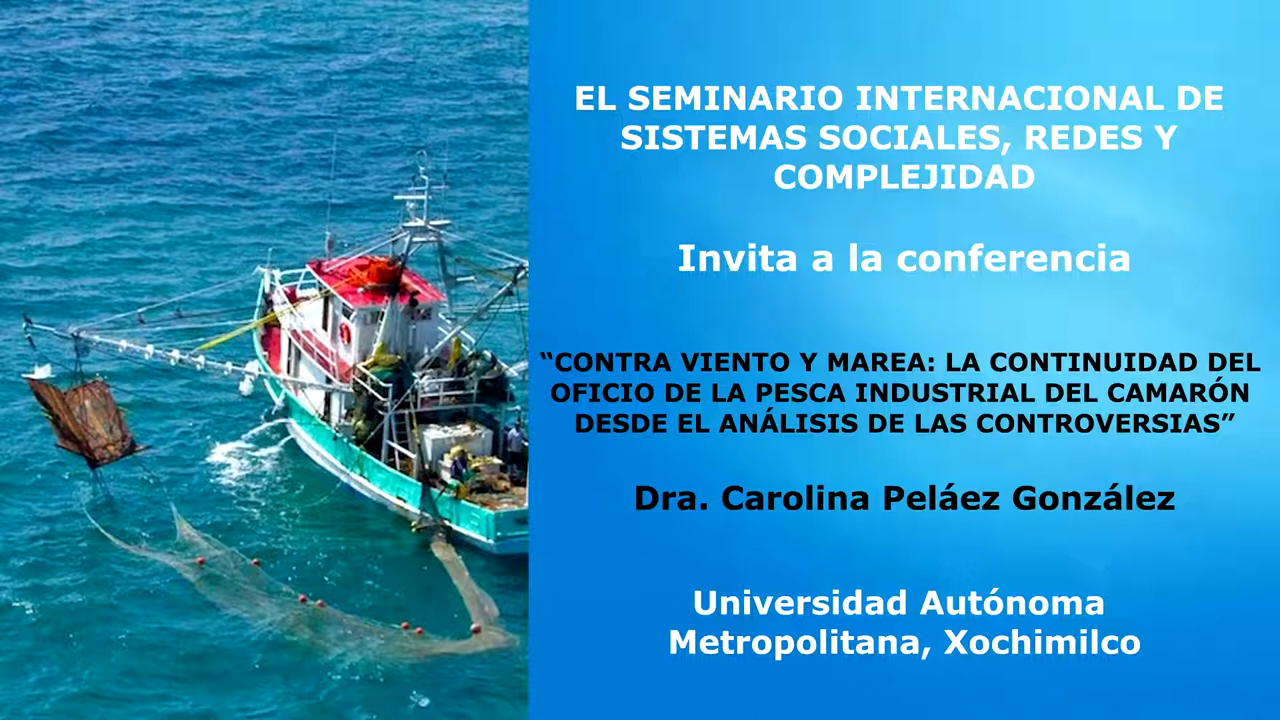 EL SEMINARIO INTERNACIONAL DE
SISTEMAS SOCIALES, REDES Y
COMPLEJIDAD
Invita a la conferencia
“CONTRA VIENTO Y MAREA: LA CONTINUIDAD DEL
OFICIO DE LA PESCA INDUSTRIAL DEL CAMARÓN
DESDE EL ANÁLISIS DE LAS CONTROVERSIAS”
Dra. Carolina Peláez González
Universidad Autónoma
Metropolitana, Xochimilco